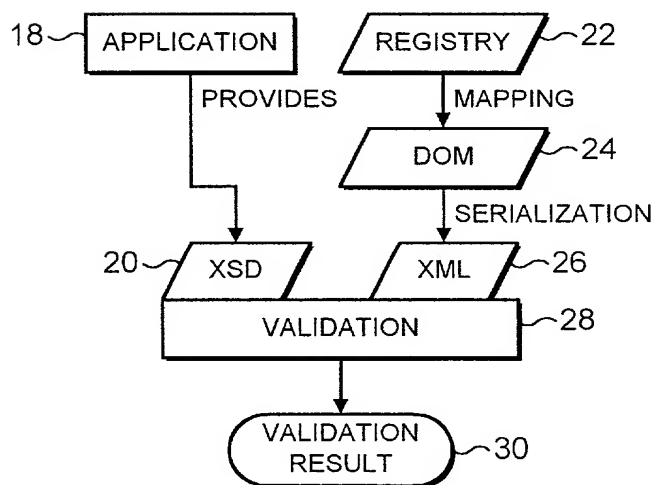 18 APPLICATION REGISTRY 22
PROVIDES MAPPING
DOM 24
SERIALIZATION
20 XSD XML 26
VALIDATION 28
VALIDATION
RESULT 30